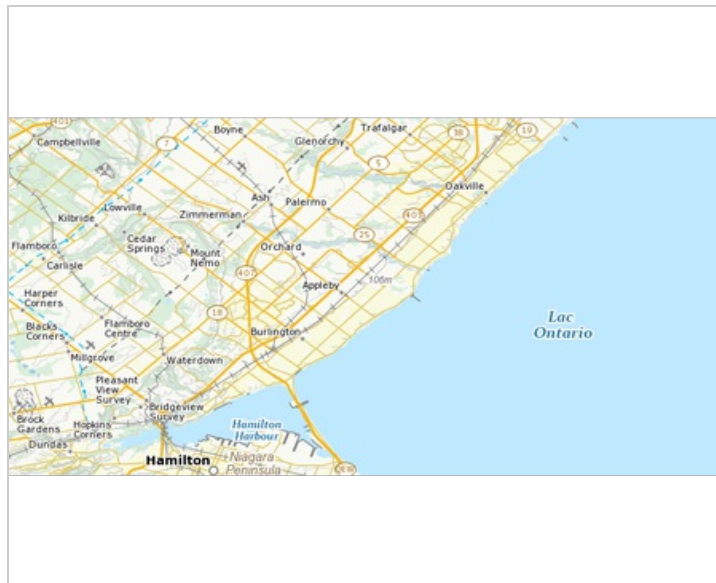 401
Campbellville
Boyne
7
Trafalgar
38
19
Glenorchy
5
Oakville
Ash
Palermo
Lowville
Kilbride
Zimmerman
403
Flamboro
Cedar
Springs
Mount
Nemo
Orchard
25
Carlisle
407
Appleby
106m
Harper
Corners
18
Blacks
Corners
Flamboro
Centre
Burlington
Lac
Ontario
Millgrove
Waterdown
Pleasant
View
Survey
Bridgeview
Survey
Brock
Gardens
Hopkins
Corners
Hamilton
Harbour
Dundas
Hamilton
Niagara
Peninsula
QEW